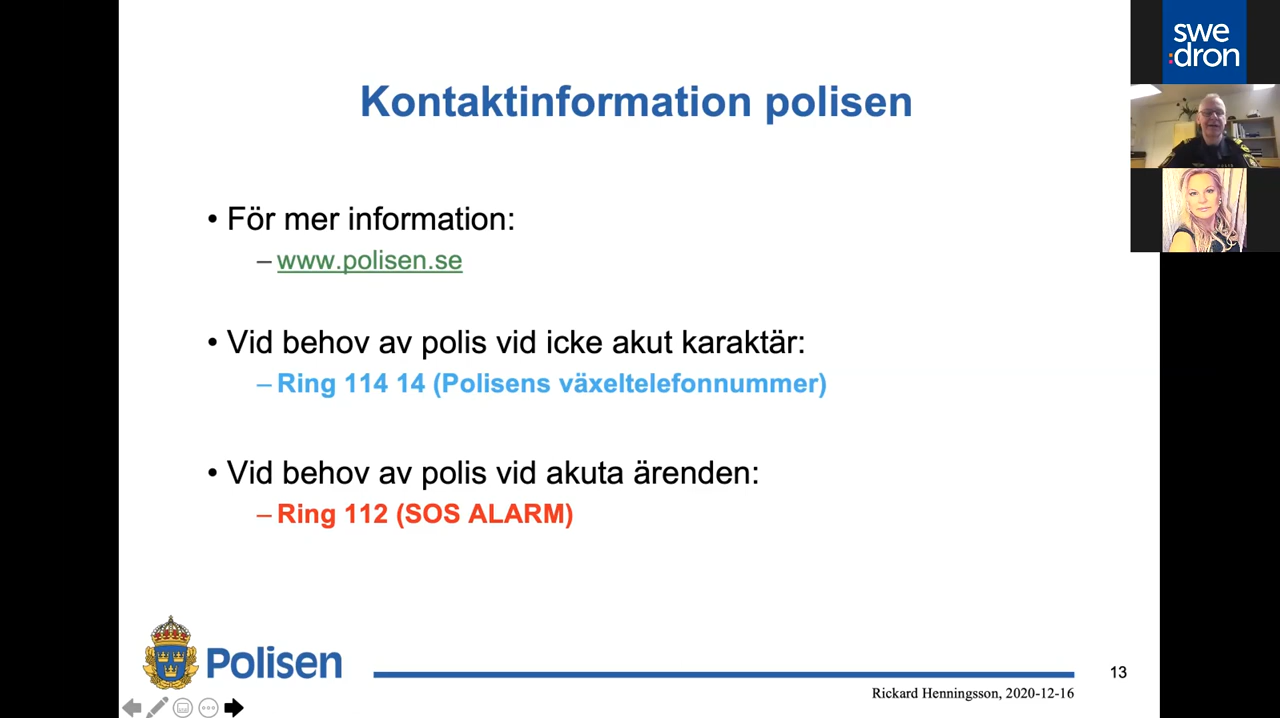 Kontaktinformation polisen
• För mer information:
– www.polisen.se
• Vid behov av polis vid icke akut karaktär:
– Ring 114 14 (Polisens växeltelefonnummer)
• Vid behov av polis vid akuta ärenden:
– Ring 112 (SOS ALARM)
Polisen
13
Rickard Henningsson, 2020-12-16
swe
:dron
POLIS